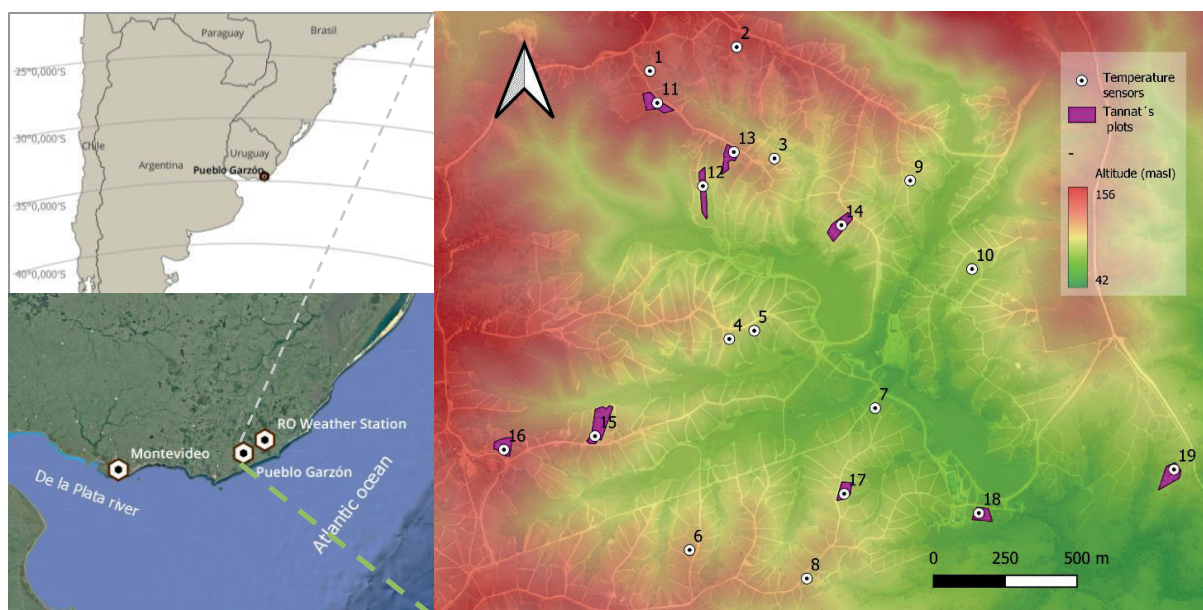 Paraguay
Brasil
25°0,000'S
30°0,000'S
Chile
Uruguay
Argentina
Pueblo Garzón
35°0,000'S
40°0,000'S
RO Weather Station
Montevideo
Pueblo Garzón
De la Plata river
Atlantic ocean
2
1
11
13
3
12
9
14
10
4
5
7
15
16
17
19
18
6
8
Temperature
sensors
Tannat´s
plots
-
Altitude (masl)
156
42
0 250 500 m